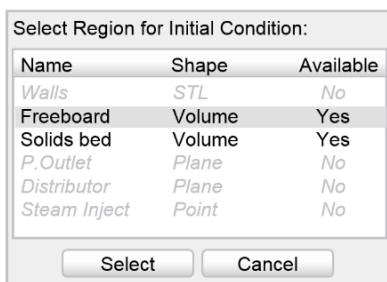 Select Region for Initial Condition:
Name Shape Available
Walls STL No
Freeboard Volume Yes
Solids bed Volume Yes
P.Outlet Plane No
Distributor Plane No
Steam Inject Point No
Select Cancel